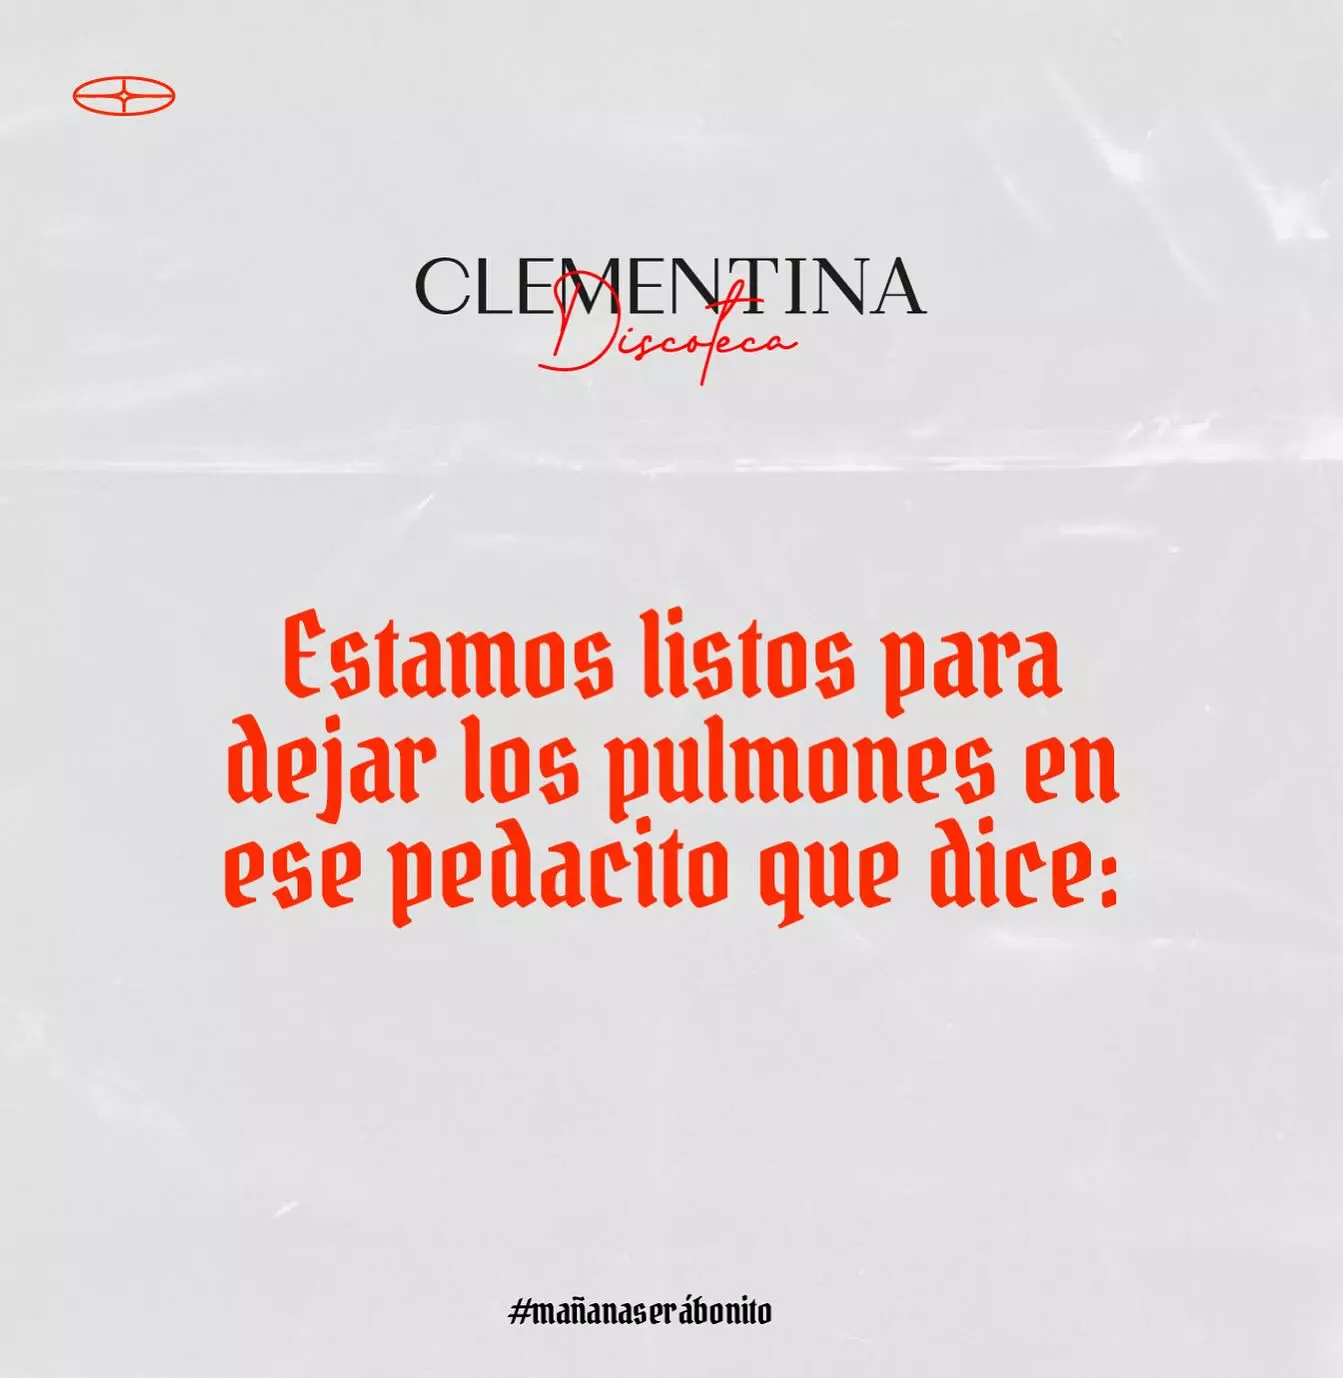 CLEMENTINA
Discoteca
Estamos listos para
dejar los pulmones en
ese pedacito que dice:
#mañanaserábonito